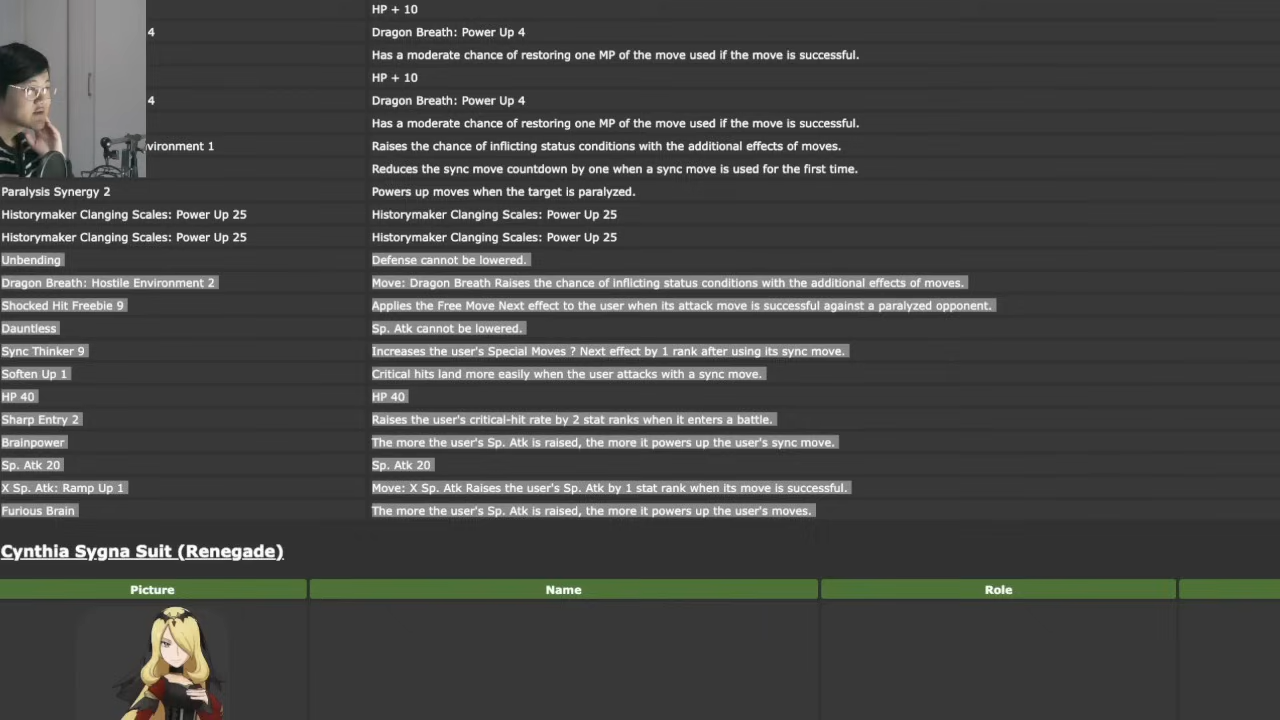 HP + 10
4 Dragon Breath: Power Up 4
Has a moderate chance of restoring one MP of the move used if the move is successful.
HP + 10
4 Dragon Breath: Power Up 4
Has a moderate chance of restoring one MP of the move used if the move is successful.
vironment 1 Raises the chance of inflicting status conditions with the additional effects of moves.
Reduces the sync move countdown by one when a sync move is used for the first time.
Paralysis Synergy 2 Powers up moves when the target is paralyzed.
Historymaker Clanging Scales: Power Up 25 Historymaker Clanging Scales: Power Up 25
Historymaker Clanging Scales: Power Up 25 Historymaker Clanging Scales: Power Up 25
Unbending Defense cannot be lowered.
Dragon Breath: Hostile Environment 2 Move: Dragon Breath Raises the chance of inflicting status conditions with the additional effects of moves.
Shocked Hit Freebie 9 Applies the Free Move Next effect to the user when its attack move is successful against a paralyzed opponent.
Dauntless Sp. Atk cannot be lowered.
Sync Thinker 9 Increases the user's Special Moves ? Next effect by 1 rank after using its sync move.
Soften Up 1 Critical hits land more easily when the user attacks with a sync move.
HP 40 HP 40
Sharp Entry 2 Raises the user's critical-hit rate by 2 stat ranks when it enters a battle.
Brainpower The more the user's Sp. Atk is raised, the more it powers up the user's sync move.
Sp. Atk 20 Sp. Atk 20
X Sp. Atk: Ramp Up 1 Move: X Sp. Atk Raises the user's Sp. Atk by 1 stat rank when its move is successful.
Furious Brain The more the user's Sp. Atk is raised, the more it powers up the user's moves.
Cynthia Sygna Suit (Renegade)
Picture Name Role